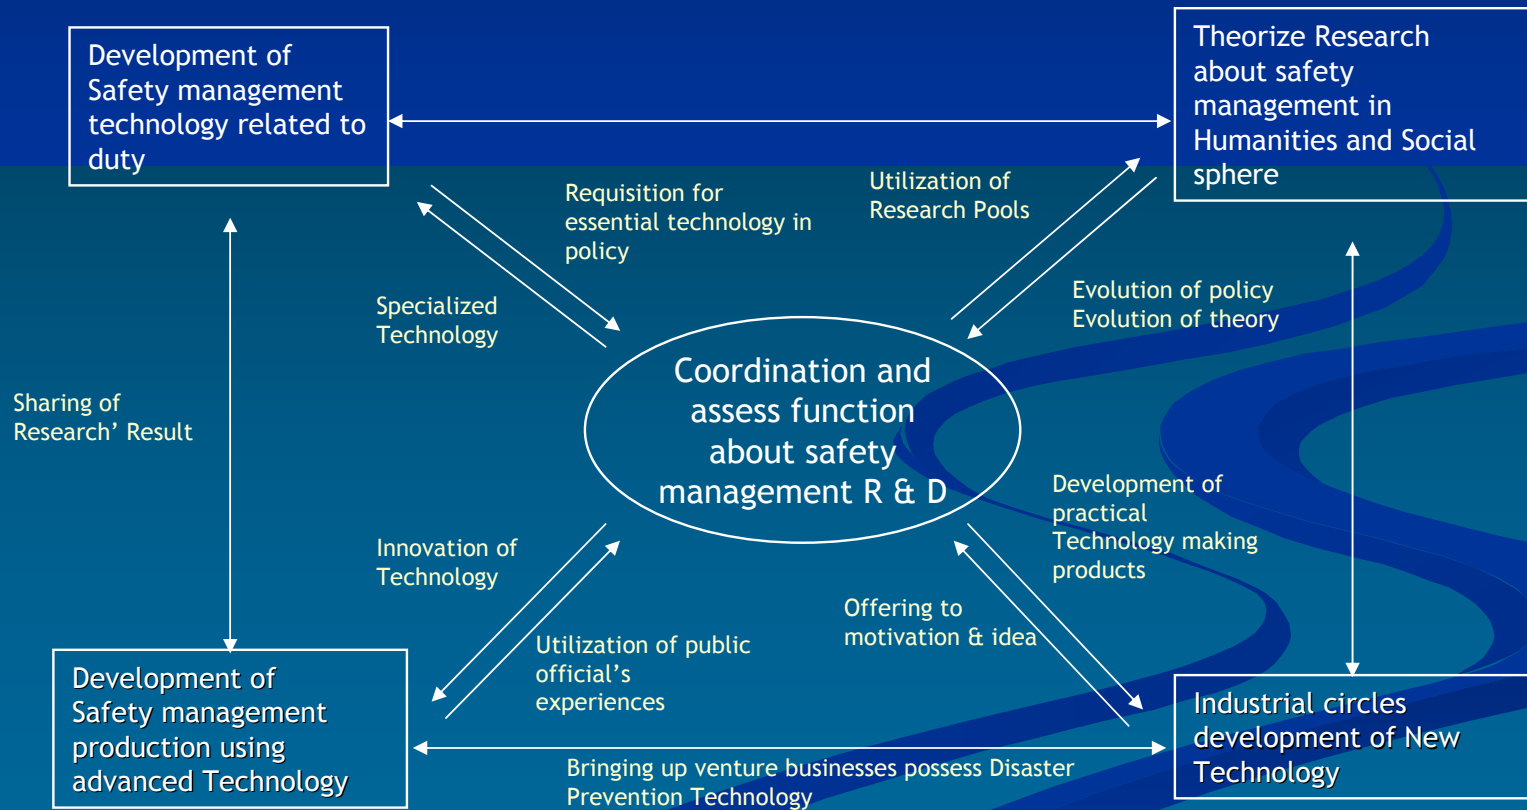 Development of
Safety management
technology related to
duty
Theorize Research
about safety
management in
Humanities and Social
sphere
Requisition for
essential technology in
policy
Utilization of
Research Pools
Specialized
Technology
Evolution of policy
Evolution of theory
Coordination and
assess function
about safety
management R & D
Sharing of
Research’ Result
Development of
practical
Technology making
products
Innovation of
Technology
Offering to
motivation & idea
Utilization of public
official’s
experiences
Development of
Safety management
production using
advanced Technology
Industrial circles
development of New
Technology
Bringing up venture businesses possess Disaster
Prevention Technology